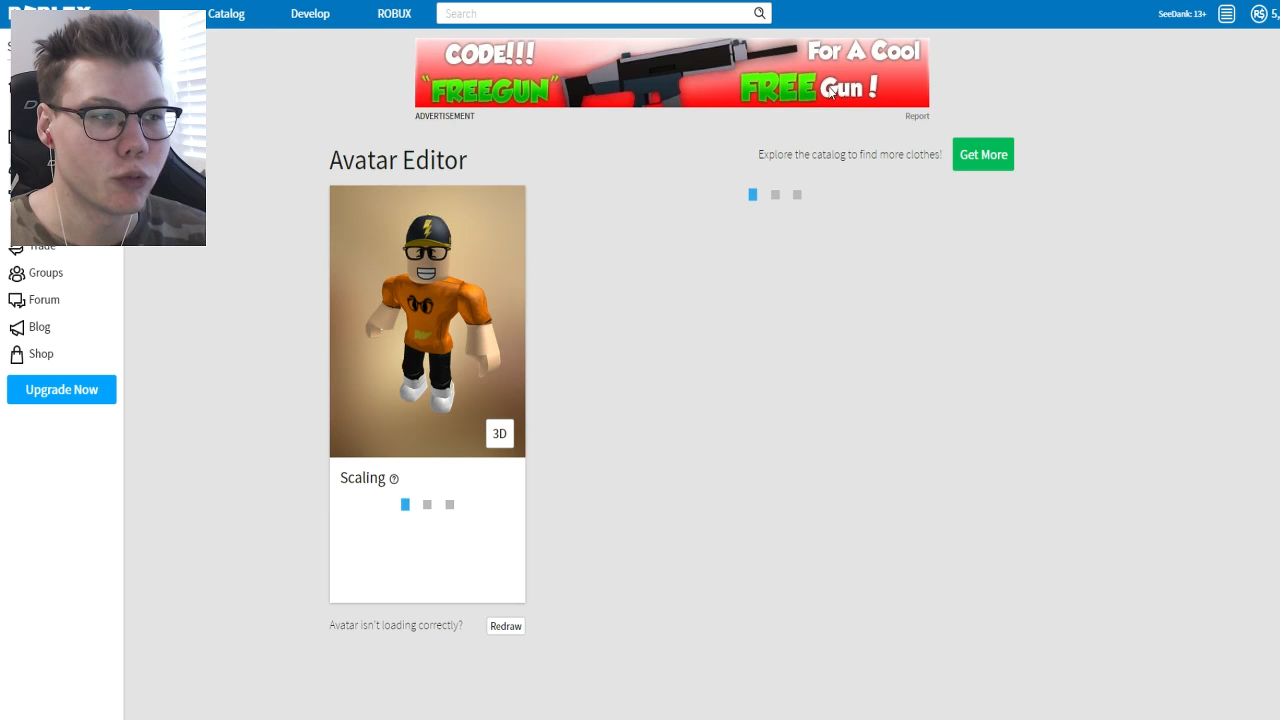 Catalog Develop ROBUX Search SeeDank: 13+ R$ 5,
CODE!!! For A Cool
"FREEGUN" FREE Gun !
ADVERTISEMENT Report
Avatar Editor
Explore the catalog to find more clothes! Get More
Trade
Groups
Forum
Blog
Shop
Upgrade Now
3D
Scaling
Avatar isn't loading correctly? Redraw